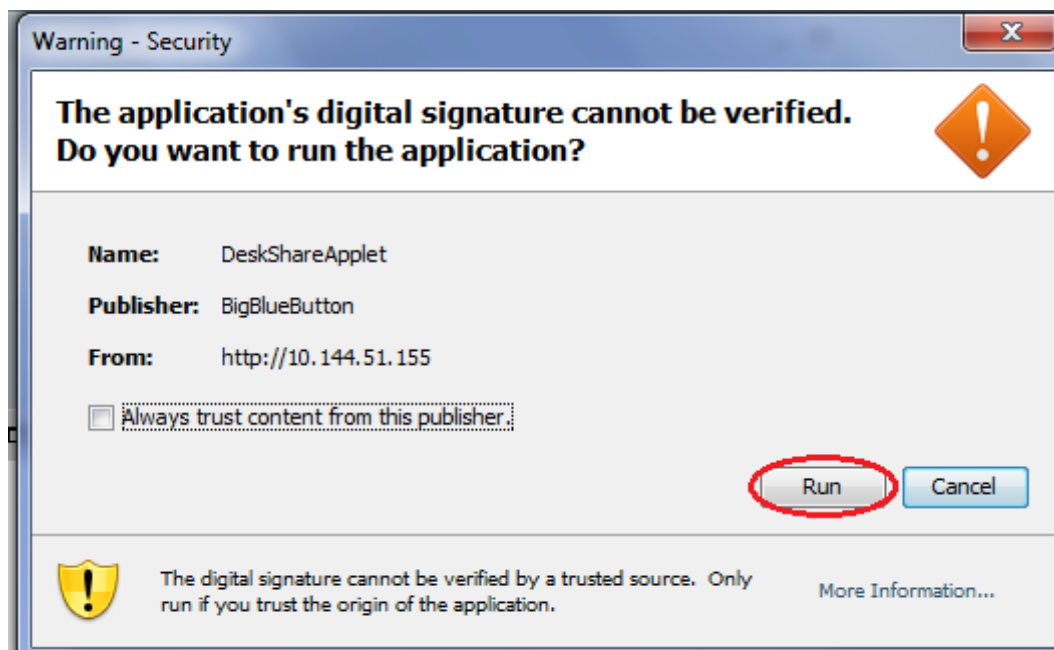 Warning - Security
The application's digital signature cannot be verified.
Do you want to run the application?
Name: DeskShareApplet
Publisher: BigBlueButton
From: http://10.144.51.155
Always trust content from this publisher.
Run Cancel
The digital signature cannot be verified by a trusted source. Only
run if you trust the origin of the application.
More Information...